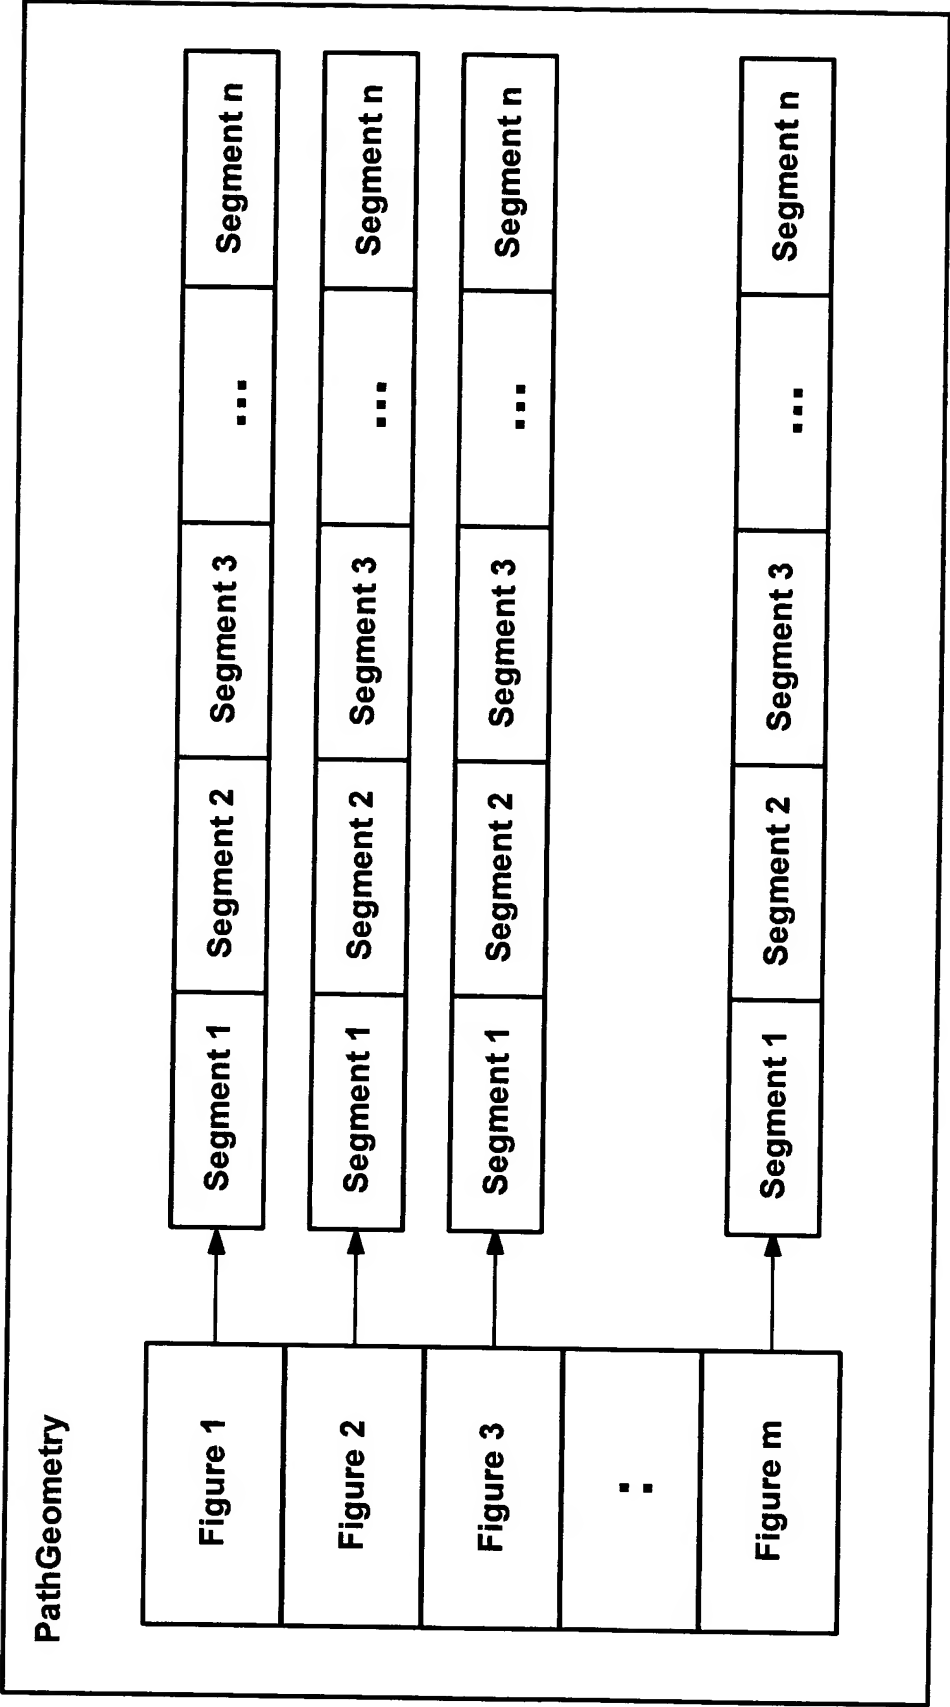 PathGeometry
Figure 1
Segment 1
Segment 2
Segment 3
...
Segment n
Figure 2
Segment 1
Segment 2
Segment 3
...
Segment n
Figure 3
Segment 1
Segment 2
Segment 3
...
Segment n
:
Figure m
Segment 1
Segment 2
Segment 3
...
Segment n